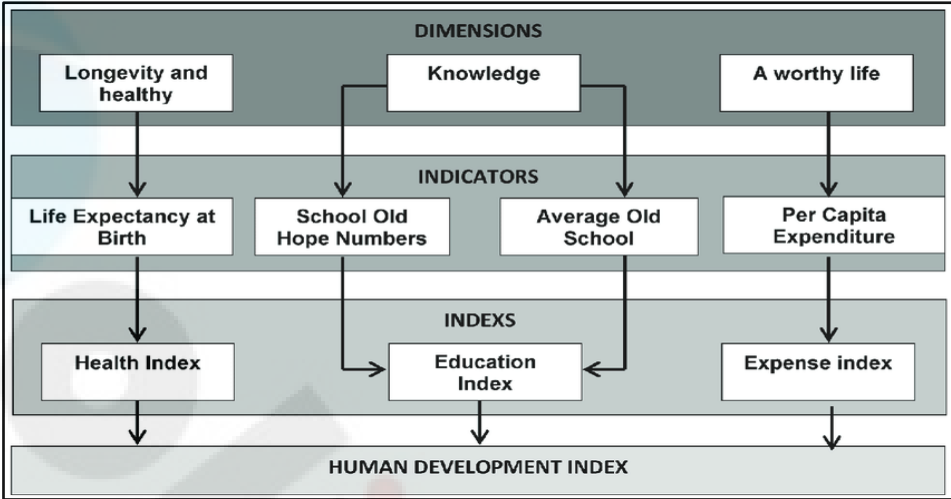 DIMENSIONS
Longevity and
healthy
Knowledge
A worthy life
INDICATORS
Life Expectancy at
Birth
School Old
Hope Numbers
Average Old
School
Per Capita
Expenditure
INDEXS
Health Index
Education
Index
Expense index
HUMAN DEVELOPMENT INDEX